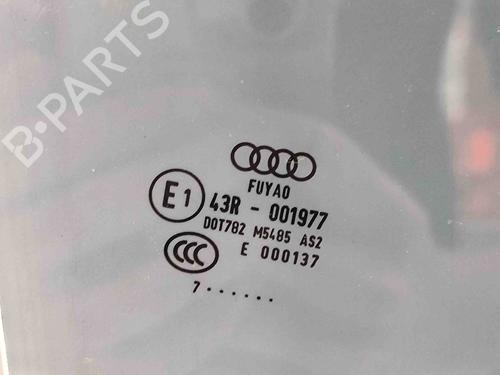 B-PARTS
FUYAO
E1
43R - 001977
DOT782 M5485 AS2
CCC
E 000137
7 . . . . . .